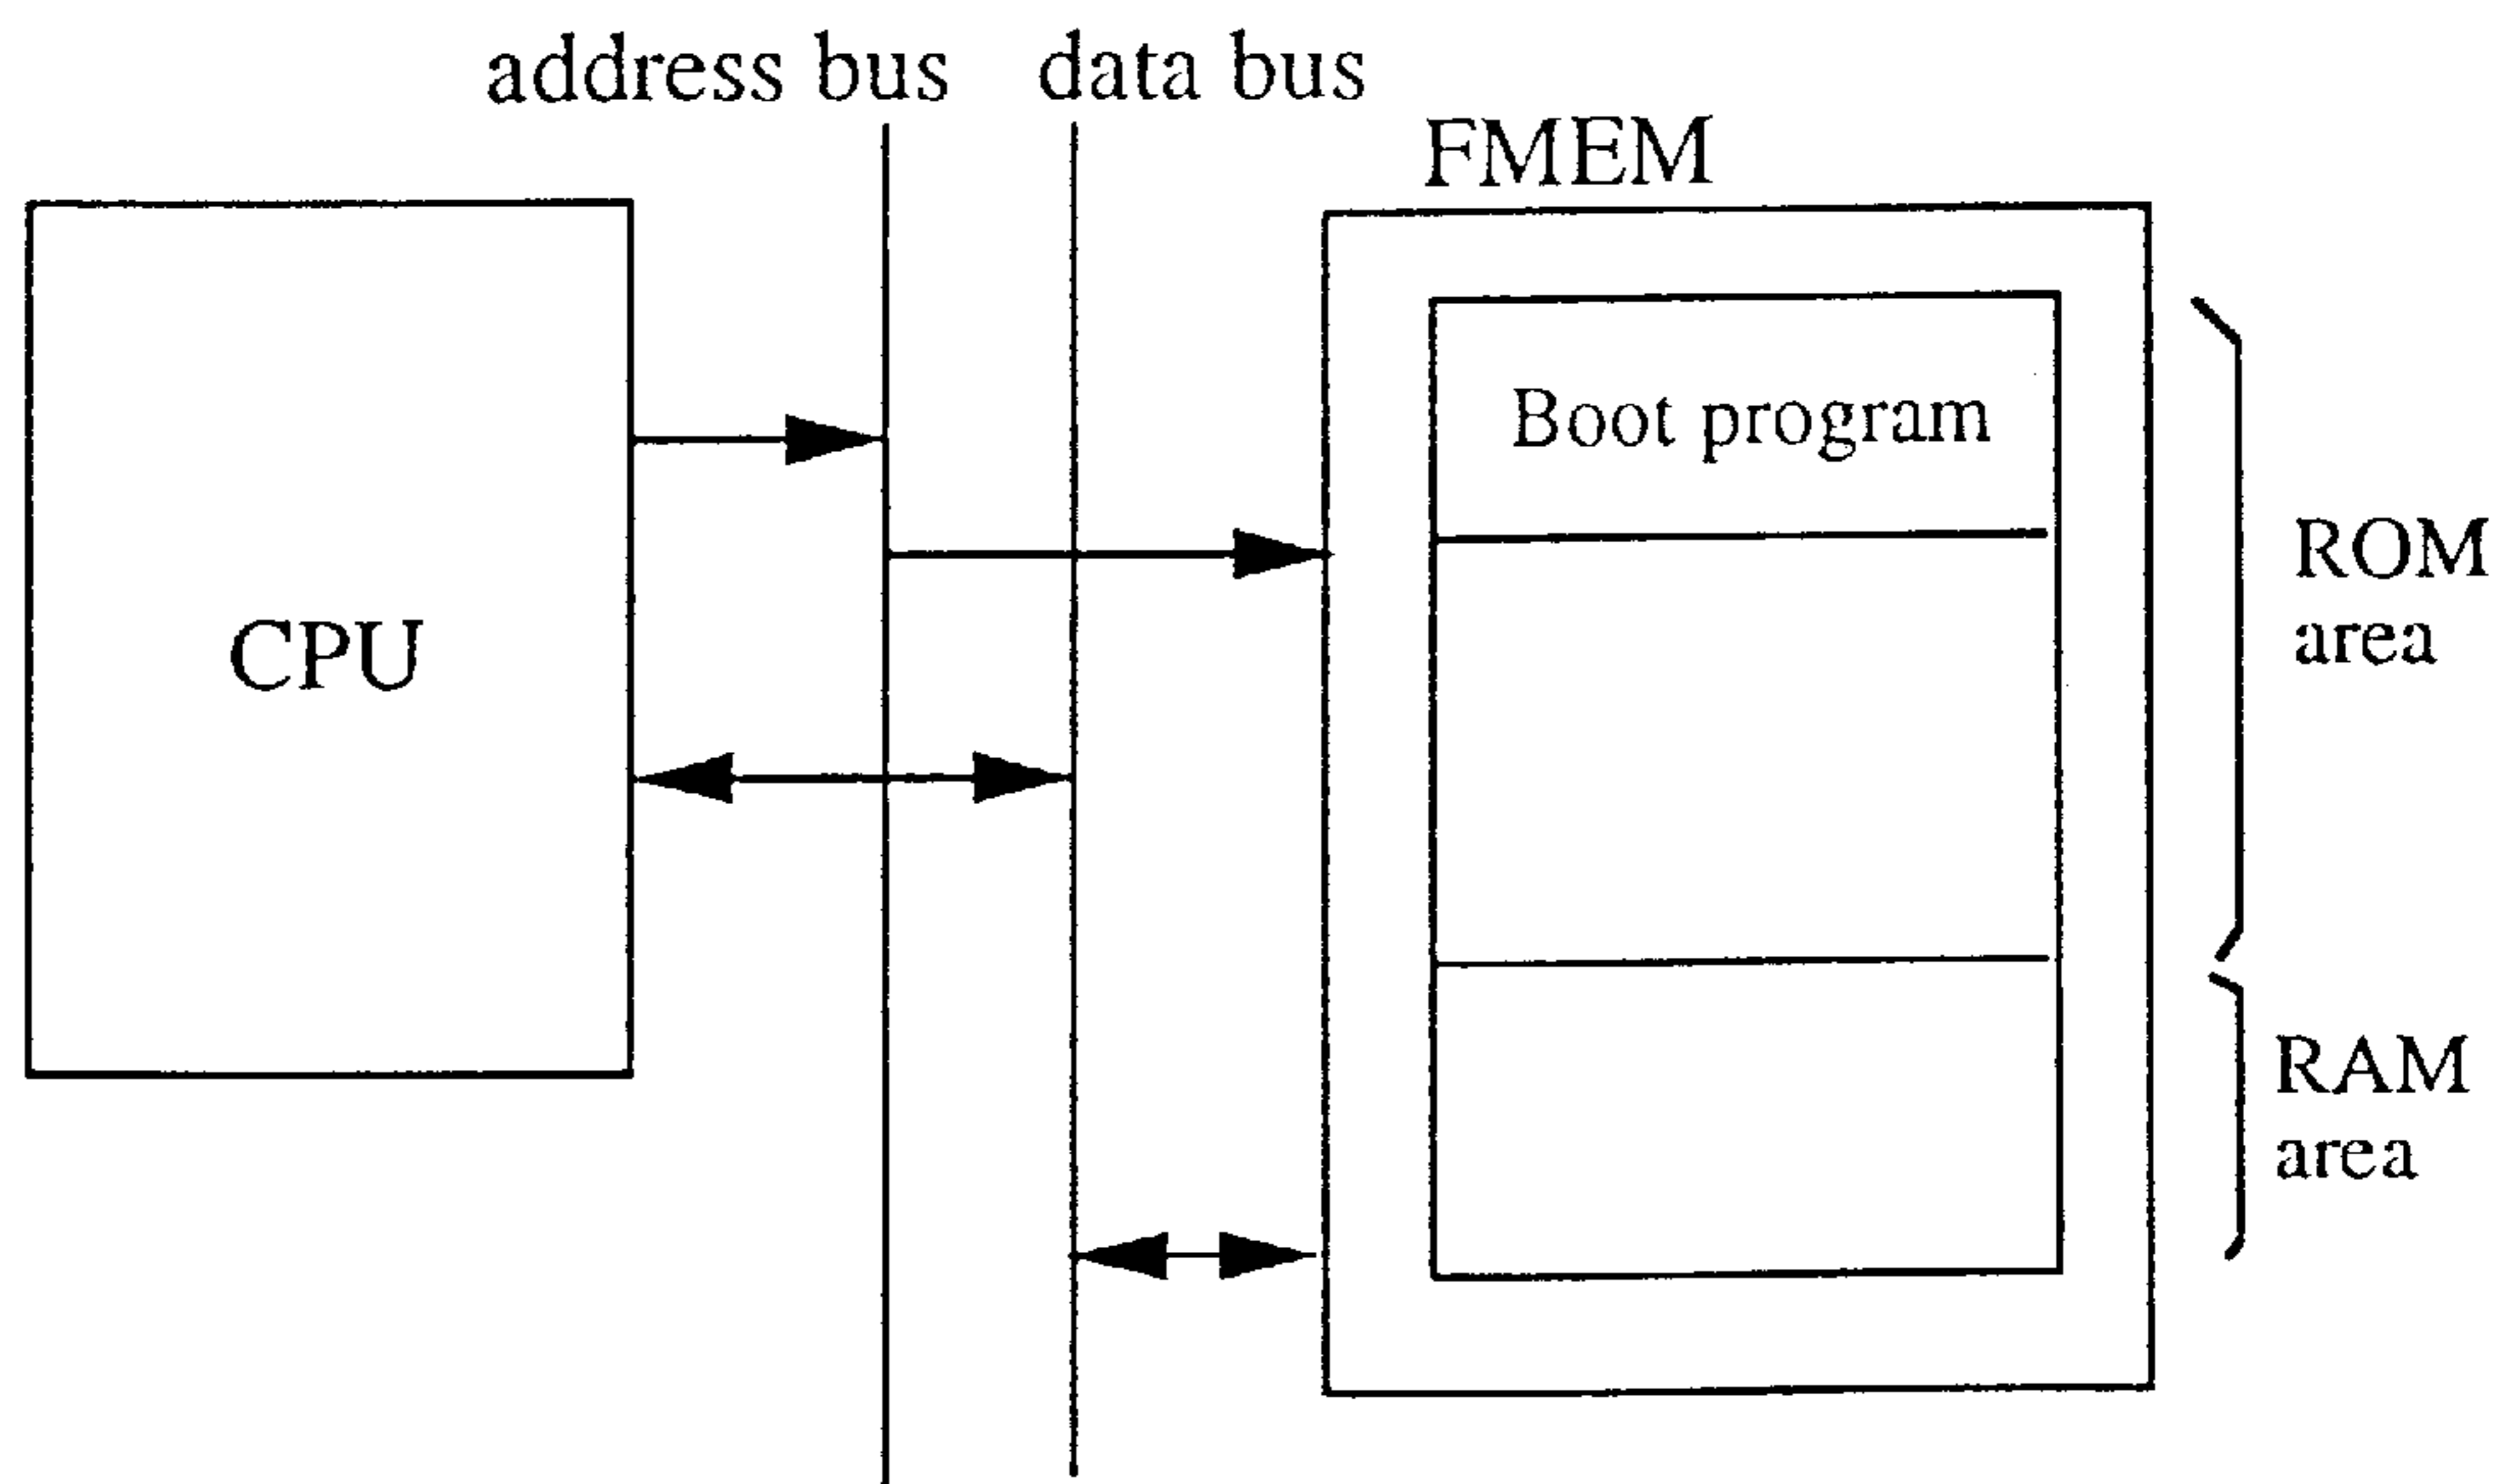 address bus
data bus
FMEM
Boot program
CPU
ROM
area
RAM
area